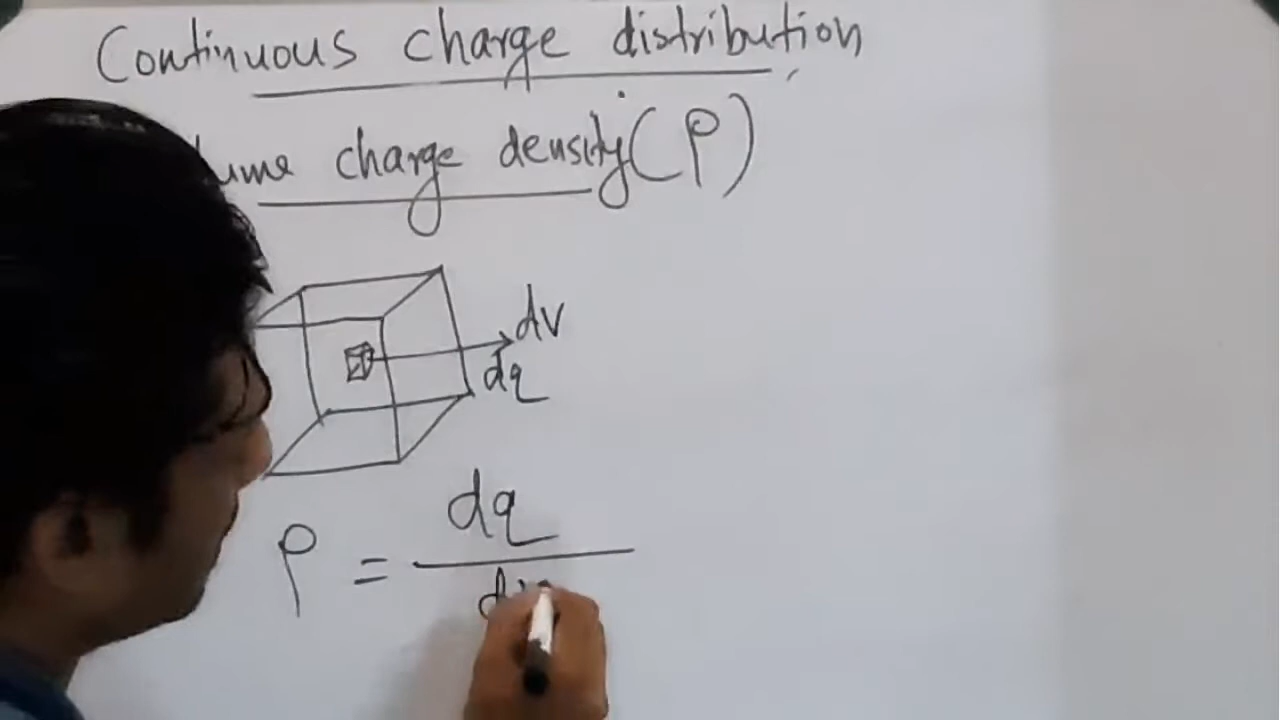 Continuous charge distribution
charge density (ρ)
dv
dq
ρ = dq